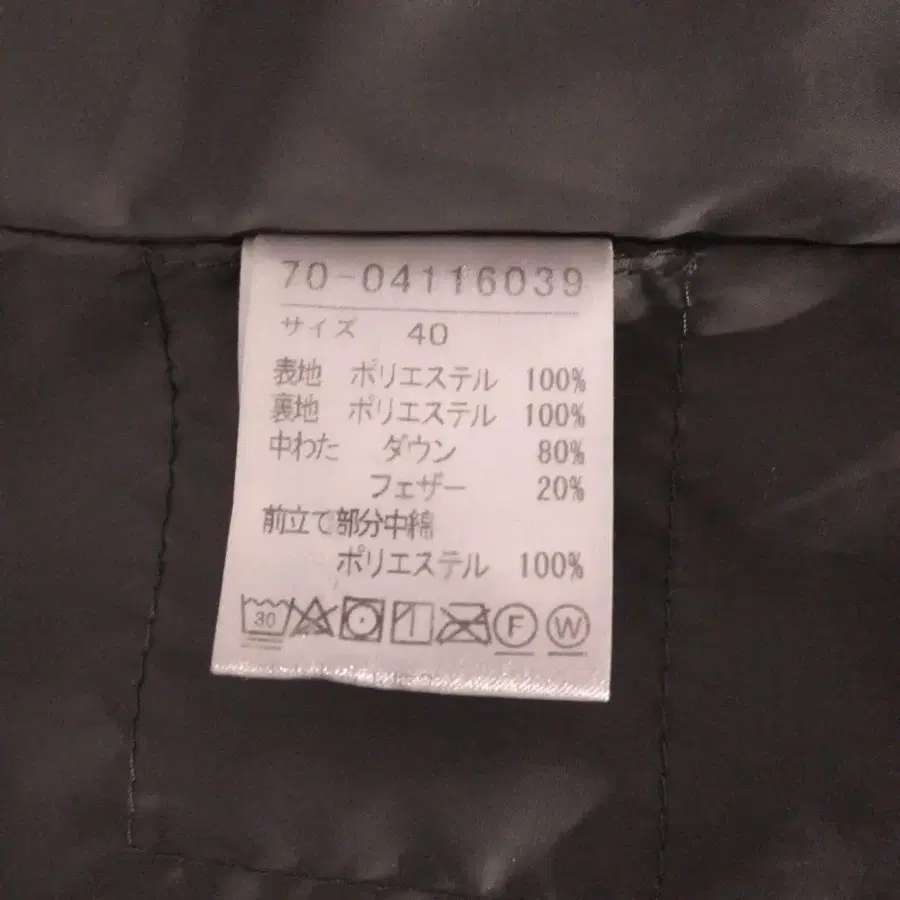 70-04116039
サイズ 40
表地 ポリエステル 100%
裏地 ポリエステル 100%
中わた ダウン 80%
フェザー 20%
前立て部分中綿
ポリエステル 100%
30 F W